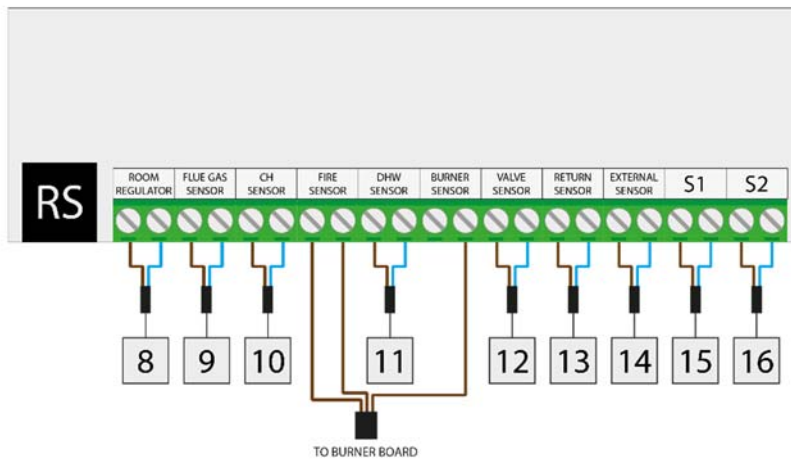 RS
ROOM REGULATOR
FLUE GAS SENSOR
CH SENSOR
FIRE SENSOR
DHW SENSOR
BURNER SENSOR
VALVE SENSOR
RETURN SENSOR
EXTERNAL SENSOR
S1
S2
8
9
10
11
12
13
14
15
16
TO BURNER BOARD